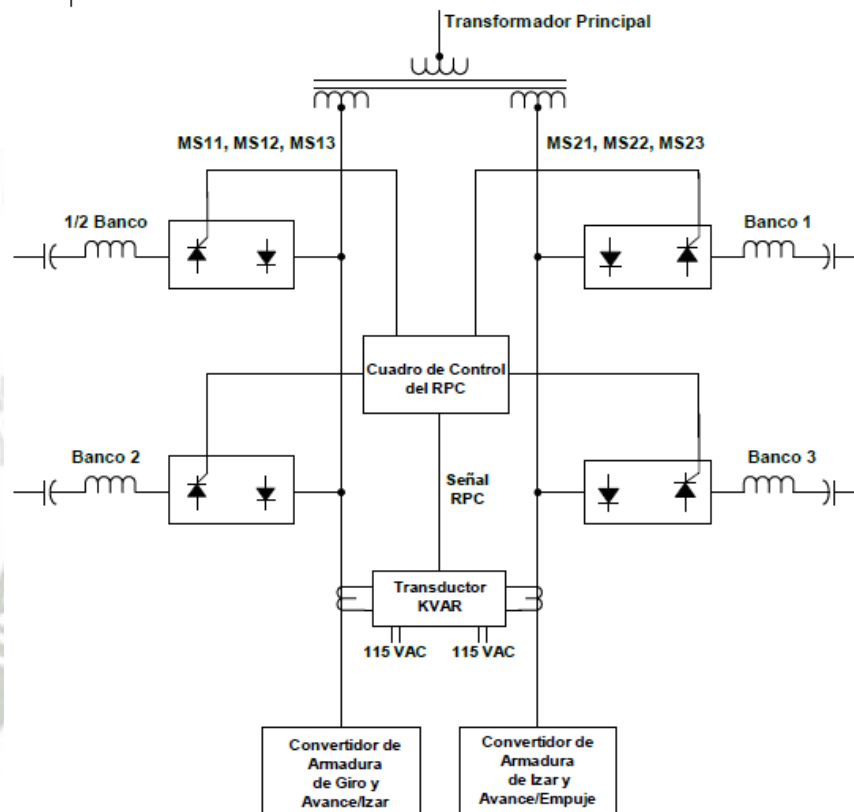 Transformador Principal
MS11, MS12, MS13
MS21, MS22, MS23
1/2 Banco
Banco 1
Cuadro de Control
del RPC
Banco 2
Banco 3
Señal
RPC
Transductor
KVAR
115 VAC
115 VAC
Convertidor de
Armadura
de Giro y
Avance/Izar
Convertidor de
Armadura
de Izar y
Avance/Empuje